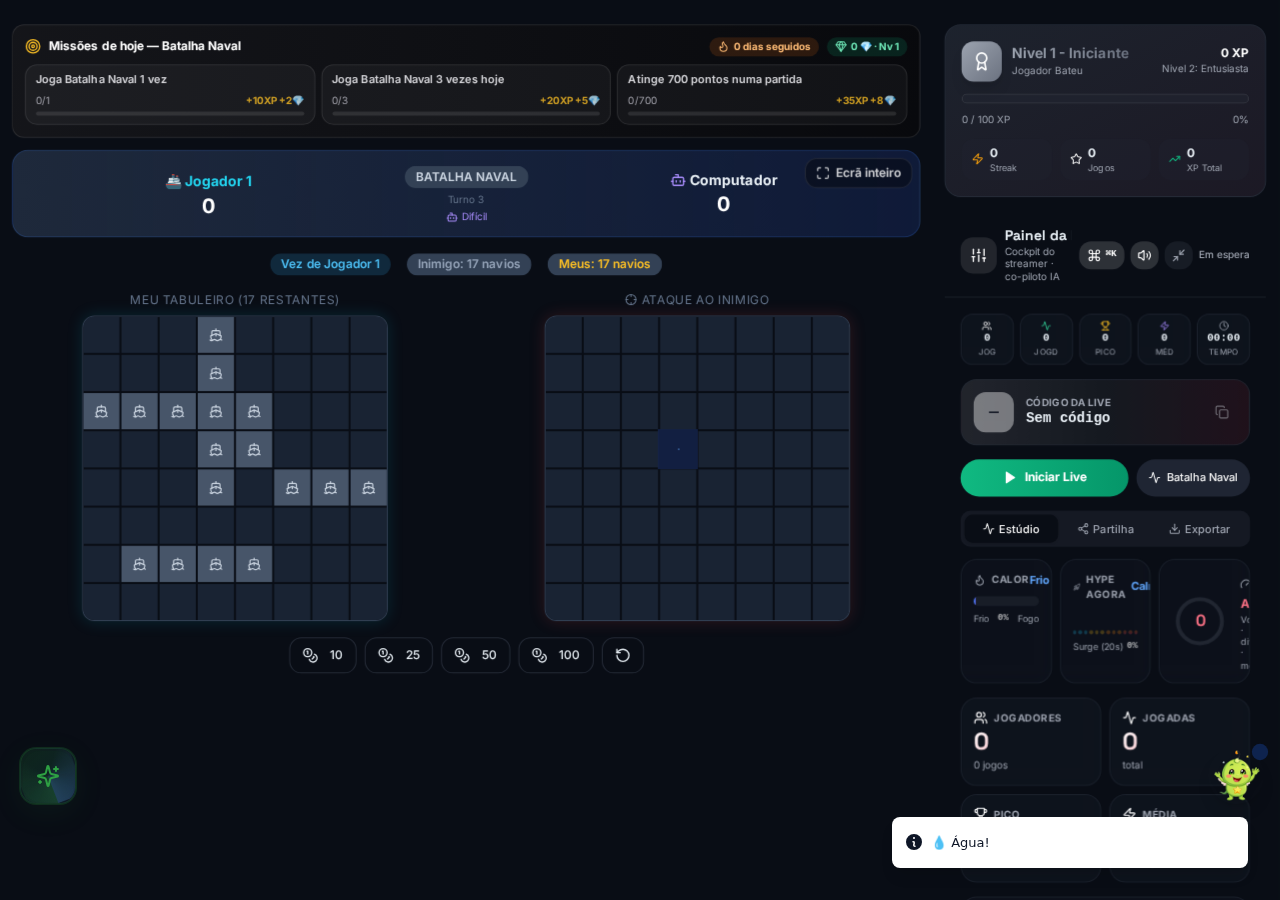 Missões de hoje — Batalha Naval
0 dias seguidos
0 💎 · Nv 1
Joga Batalha Naval 1 vez
0/1
+10XP +2💎
Joga Batalha Naval 3 vezes hoje
0/3
+20XP +5💎
Atinge 700 pontos numa partida
0/700
+35XP +8💎
🚢 Jogador 1
0
BATALHA NAVAL
Turno 3
Difícil
Computador
0
Ecrã inteiro
Vez de Jogador 1
Inimigo: 17 navios
Meus: 17 navios
MEU TABULEIRO (17 RESTANTES)
ATAQUE AO INIMIGO
10
25
50
100
Nivel 1 - Iniciante
Jogador Bateu
0 XP
Nivel 2: Entusiasta
0 / 100 XP
0%
0
Streak
0
Jogos
0
XP Total
Painel da
Cockpit do
streamer ·
co-piloto IA
⌘K
Em espera
0
JOG
0
JOGD
0
PICO
0
MÉD
00:00
TEMPO
CÓDIGO DA LIVE
Sem código
Iniciar Live
Batalha Naval
Estúdio
Partilha
Exportar
CALOR
Frio
Frio
0%
Fogo
HYPE
AGORA
Surge (20s)
0%
0
JOGADORES
0
0 jogos
JOGADAS
0
total
PICO
MÉDIA
💧 Água!